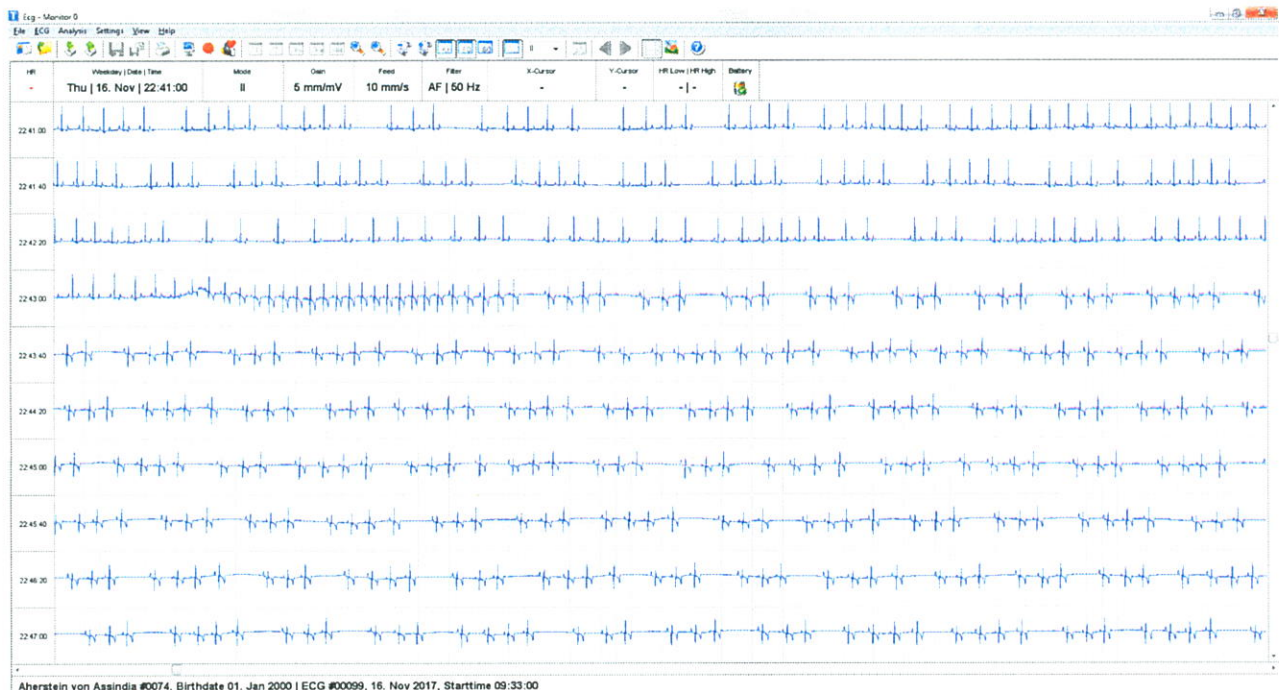 Ecg - Monitor 0
File ECG Analysis Settings View Help
II
HR Weekday | Date | Time Mode Gain Feed Filter X-Cursor Y-Cursor HR Low | HR High Battery
- Thu | 16. Nov | 22:41:00 II 5 mm/mV 10 mm/s AF | 50 Hz - - - | -
22:41:00
22:41:40
22:42:20
22:43:00
22:43:40
22:44:20
22:45:00
22:45:40
22:46:20
22:47:00
Aherstein von Assindia #0074, Birthdate 01. Jan 2000 | ECG #00099, 16. Nov 2017, Starttime 09:33:00